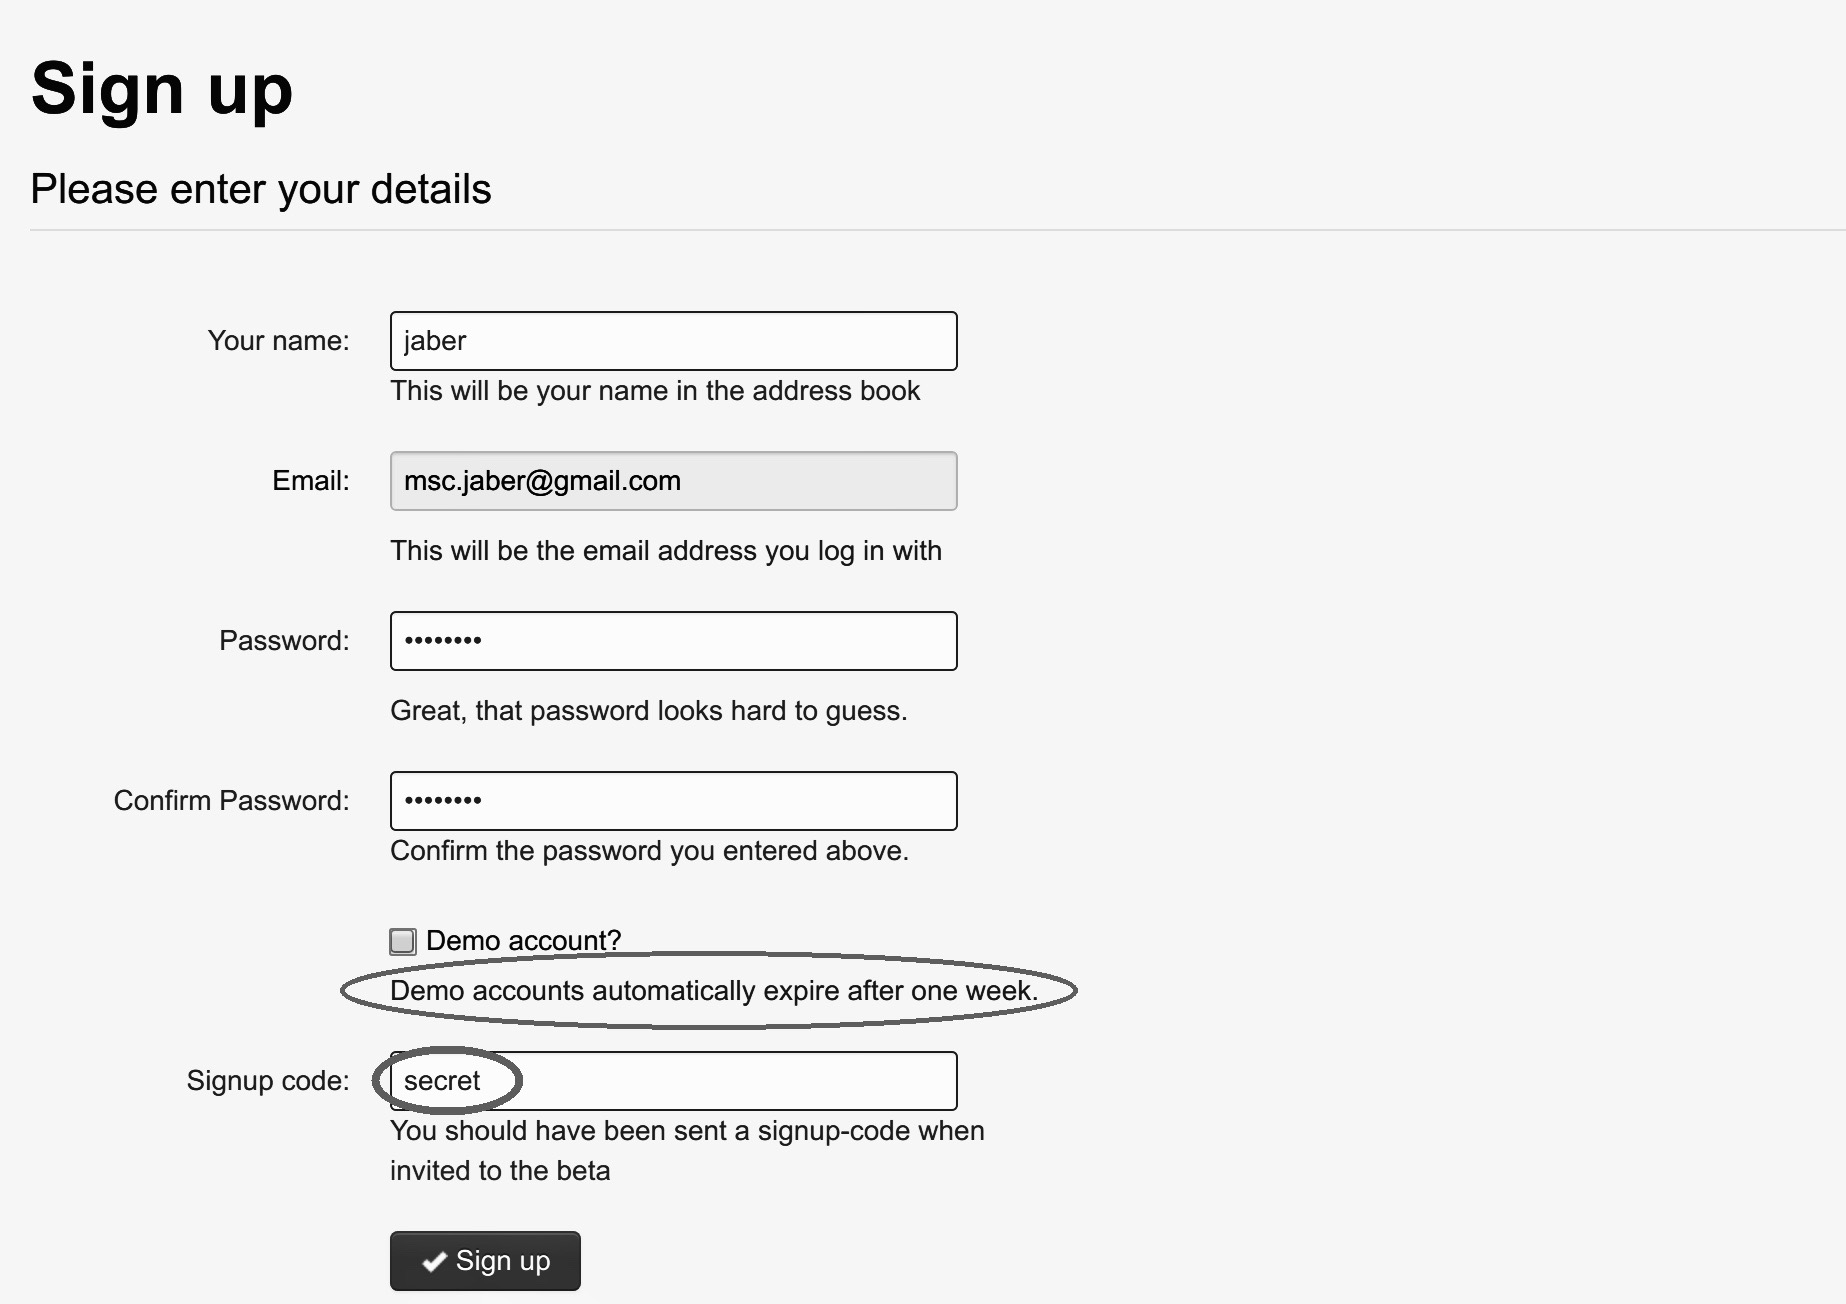 Sign up
Please enter your details
Your name: jaber
This will be your name in the address book
Email: msc.jaber@gmail.com
This will be the email address you log in with
Password: ••••••••
Great, that password looks hard to guess.
Confirm Password: ••••••••
Confirm the password you entered above.
Demo account?
Demo accounts automatically expire after one week.
Signup code: secret
You should have been sent a signup-code when
invited to the beta
Sign up